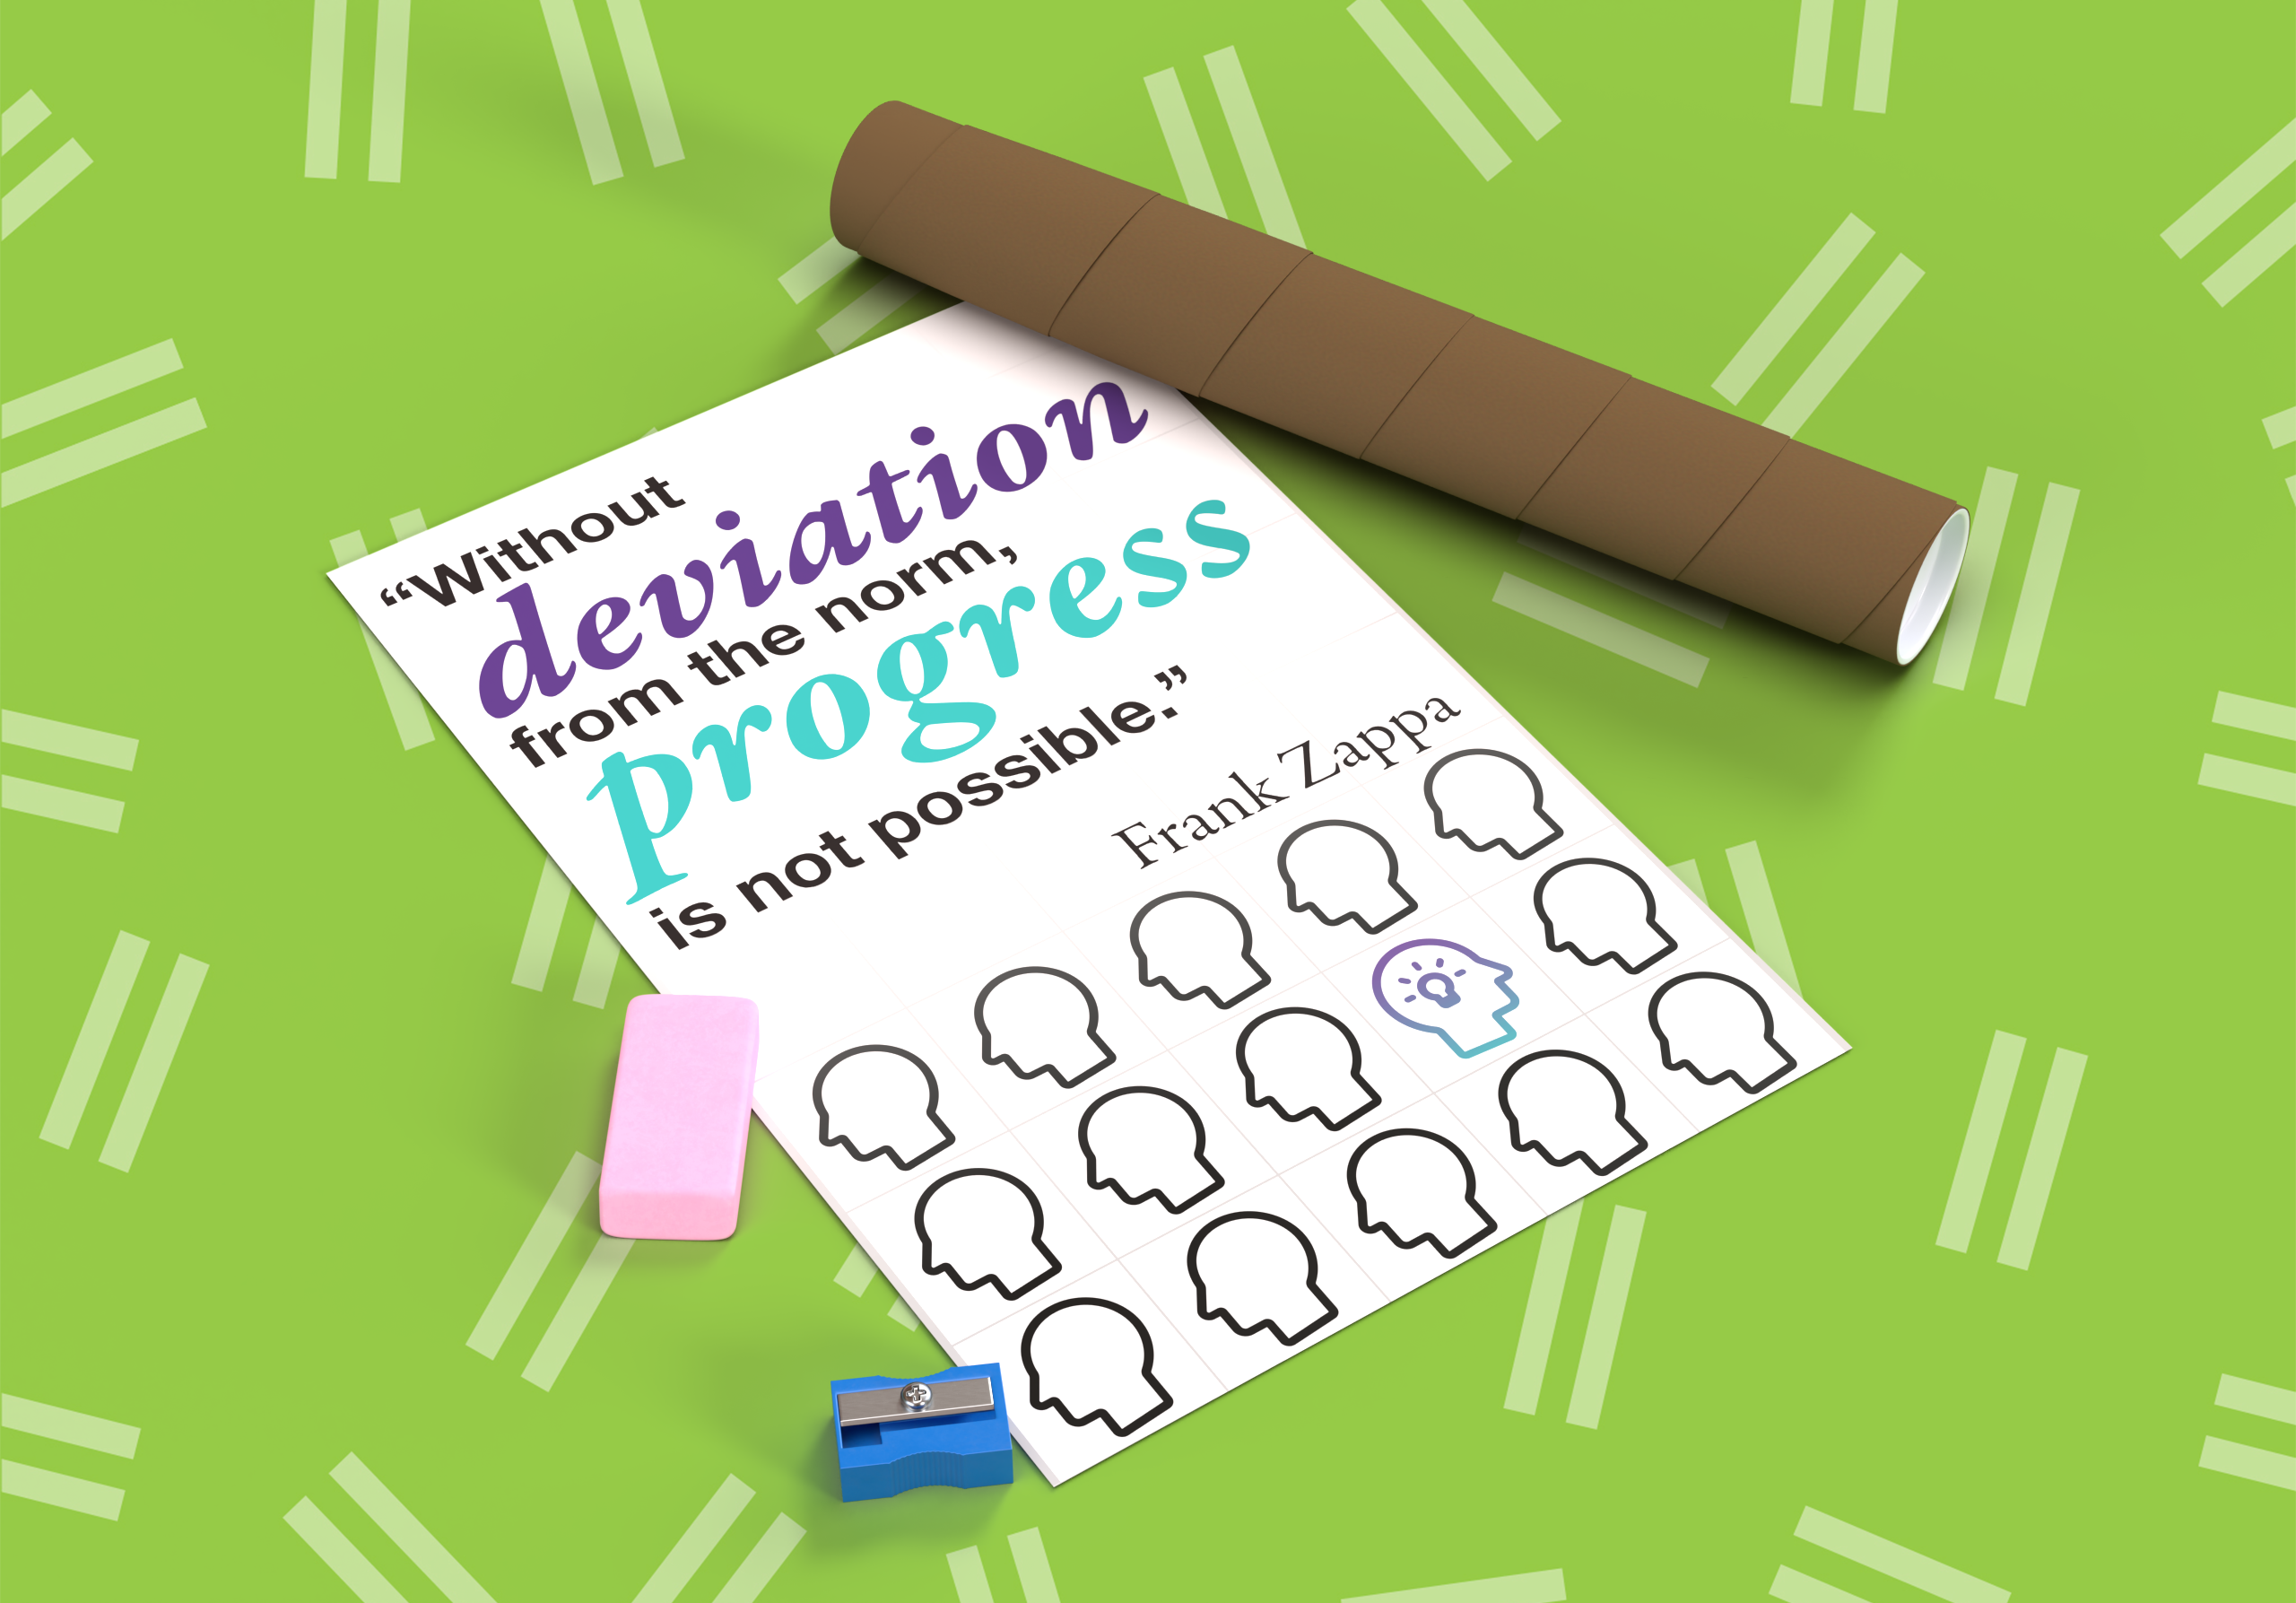 “Without
deviation
from the norm,
progress
is not possible.”
Frank Zappa